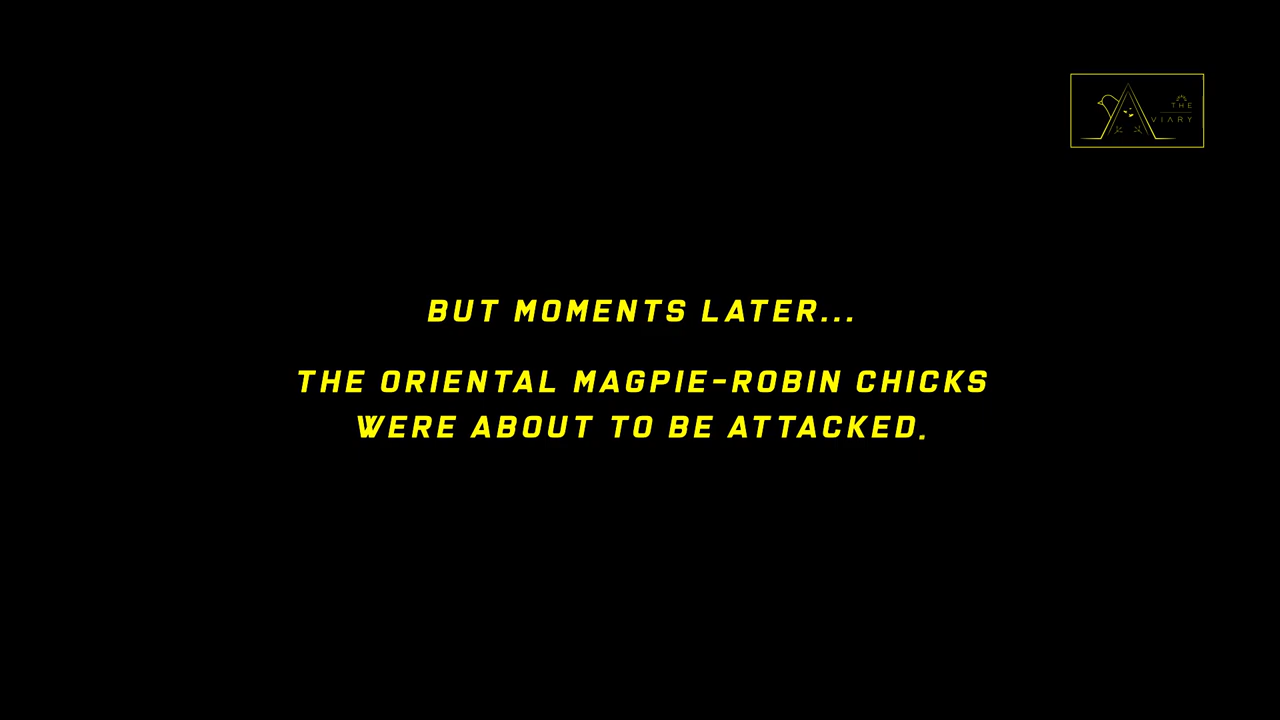 THE
VIARY
BUT MOMENTS LATER...
THE ORIENTAL MAGPIE-ROBIN CHICKS
WERE ABOUT TO BE ATTACKED.